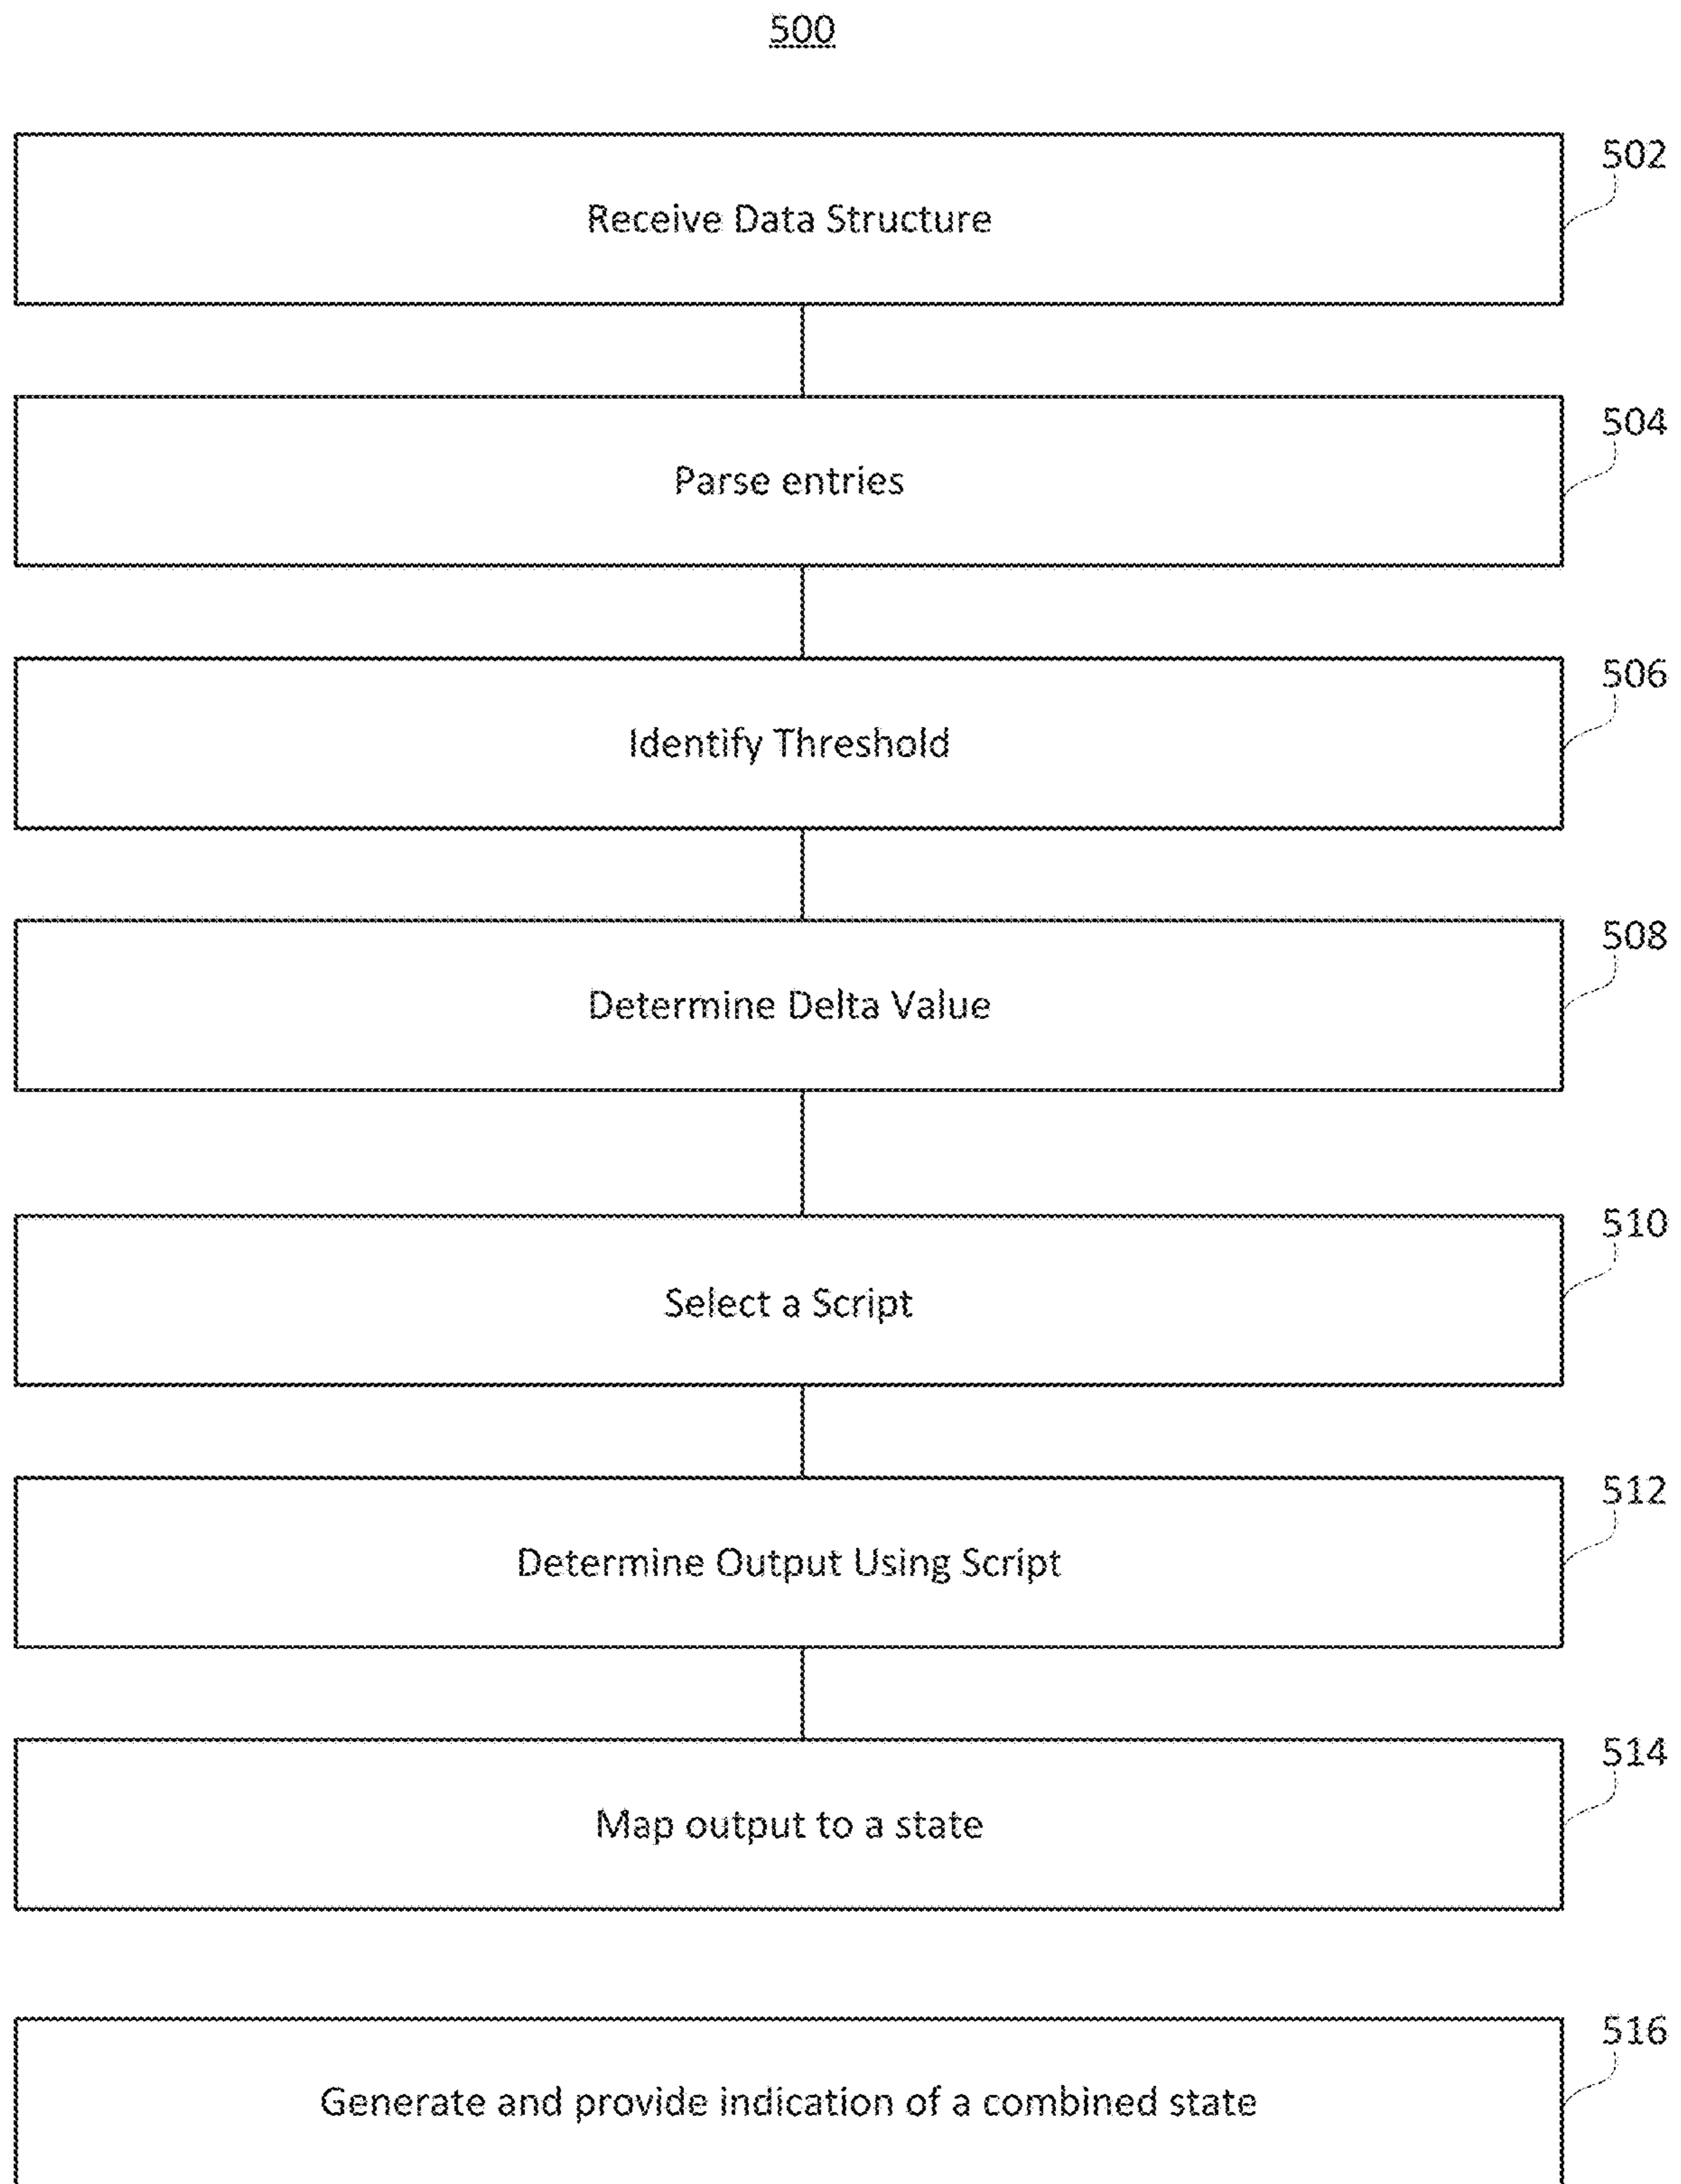 500
502
Receive Data Structure
504
Parse entries
506
Identify Threshold
508
Determine Delta Value
510
Select a Script
512
Determine Output Using Script
514
Map output to a state
516
Generate and provide indication of a combined state